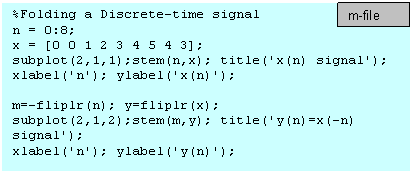 %Folding a Discrete-time signal
m-file
n = 0:8;
x = [0 0 1 2 3 4 5 4 3];
subplot(2,1,1);stem(n,x); title('x(n) signal');
xlabel('n'); ylabel('x(n)');
m=-fliplr(n); y=fliplr(x);
subplot(2,1,2);stem(m,y); title('y(n)=x(-n)
signal');
xlabel('n'); ylabel('y(n)');